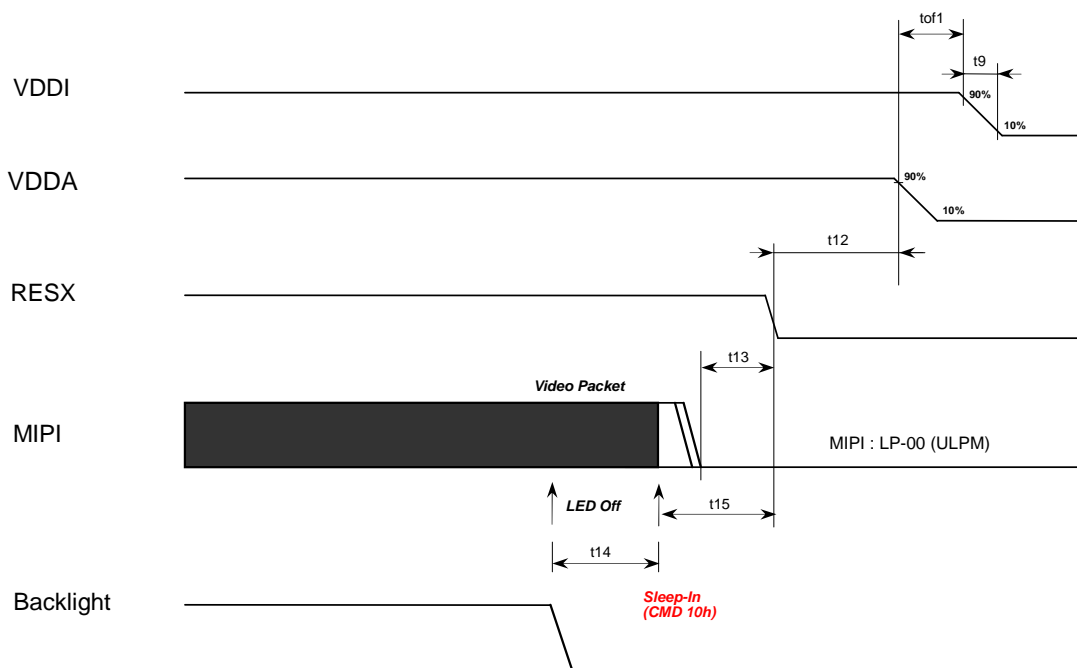 tof1
t9
VDDI
90%
10%
VDDA
90%
10%
t12
RESX
t13
Video Packet
MIPI
MIPI : LP-00 (ULPM)
LED Off
t15
t14
Backlight
Sleep-In
(CMD 10h)